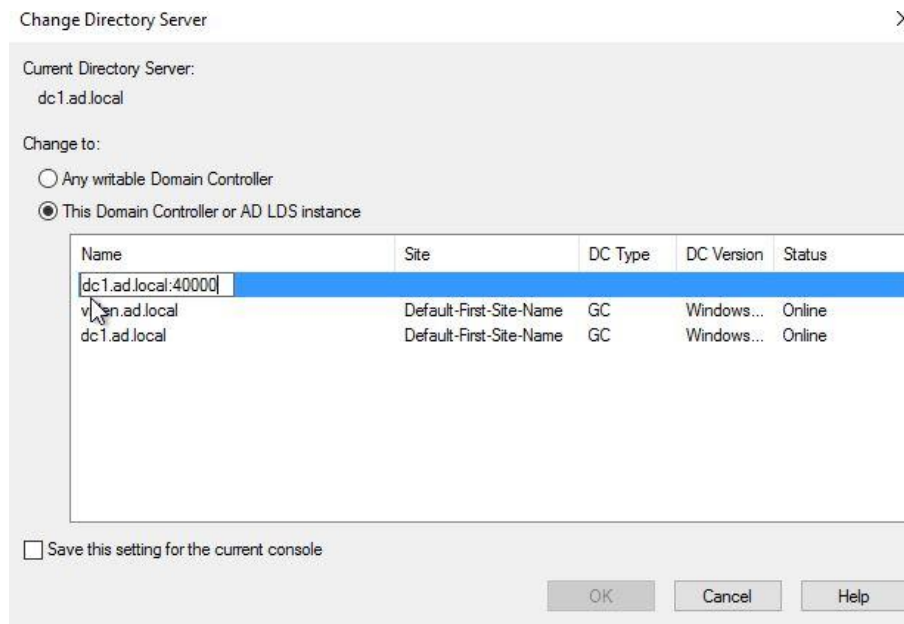 Change Directory Server
Current Directory Server:
dc1.ad.local
Change to:
Any writable Domain Controller
This Domain Controller or AD LDS instance
Name Site DC Type DC Version Status
dc1.ad.local:40000
Default-First-Site-Name GC Windows... Online
dc1.ad.local Default-First-Site-Name GC Windows... Online
Save this setting for the current console
OK Cancel Help